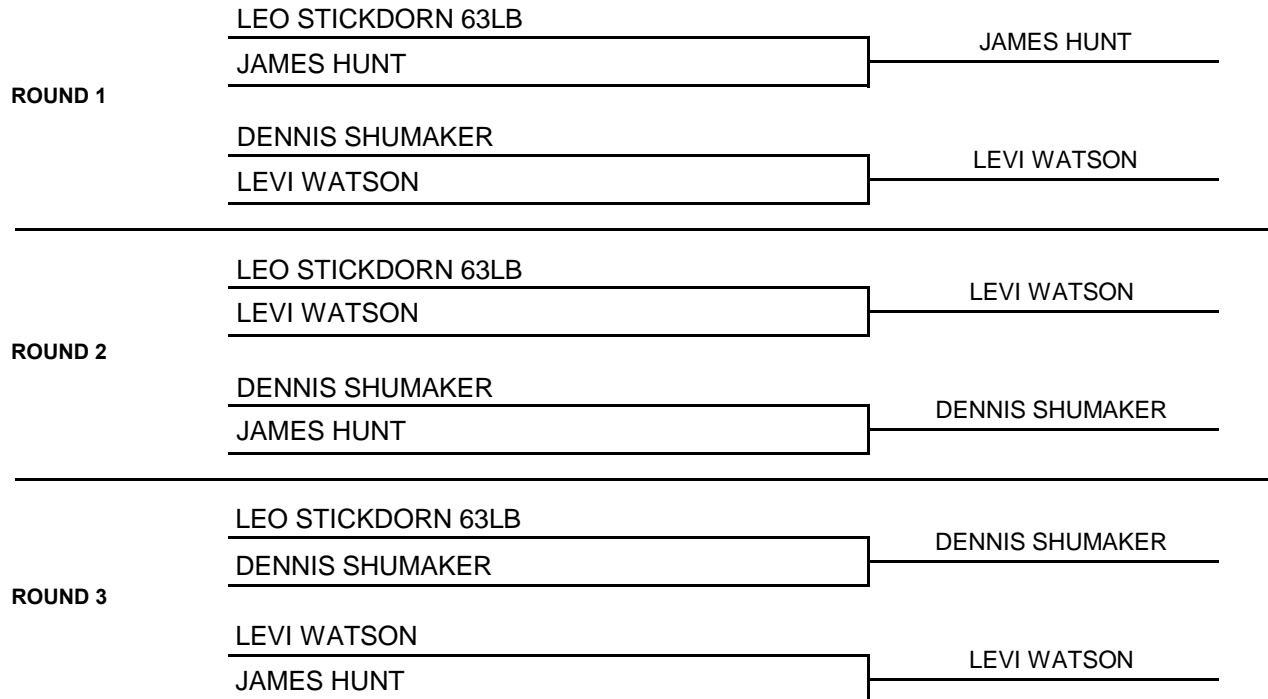 LEO STICKDORN 63LB
JAMES HUNT
JAMES HUNT
ROUND 1
DENNIS SHUMAKER
LEVI WATSON
LEVI WATSON
LEO STICKDORN 63LB
LEVI WATSON
LEVI WATSON
ROUND 2
DENNIS SHUMAKER
DENNIS SHUMAKER
JAMES HUNT
LEO STICKDORN 63LB
DENNIS SHUMAKER
DENNIS SHUMAKER
ROUND 3
LEVI WATSON
LEVI WATSON
JAMES HUNT